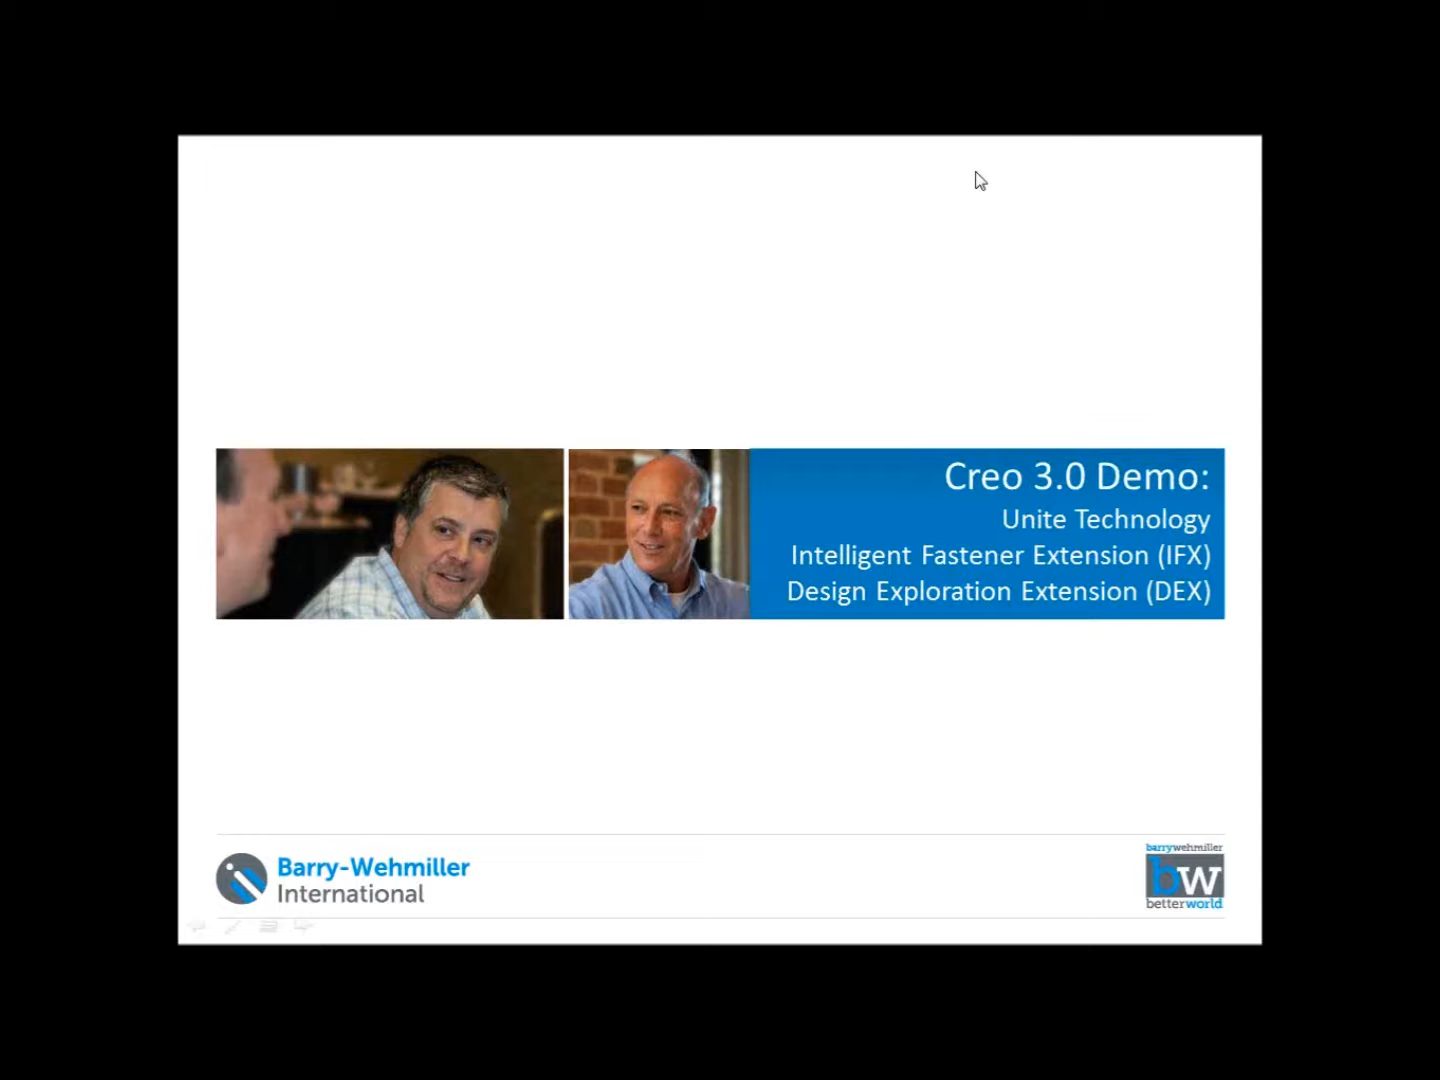 Creo 3.0 Demo:
Unite Technology
Intelligent Fastener Extension (IFX)
Design Exploration Extension (DEX)
Barry-Wehmiller
International
barrywehmiller
bw
betterworld